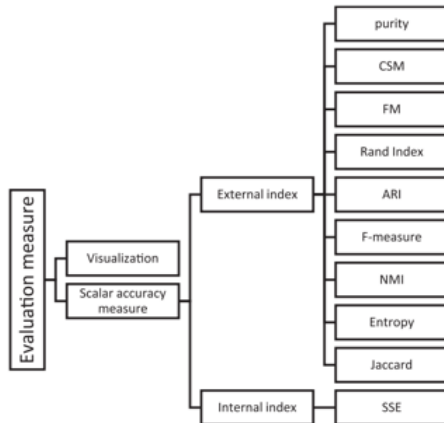 purity
CSM
FM
Rand Index
External index
ARI
Evaluation measure
Visualization
F-measure
Scalar accuracy
measure
NMI
Entropy
Jaccard
Internal index
SSE